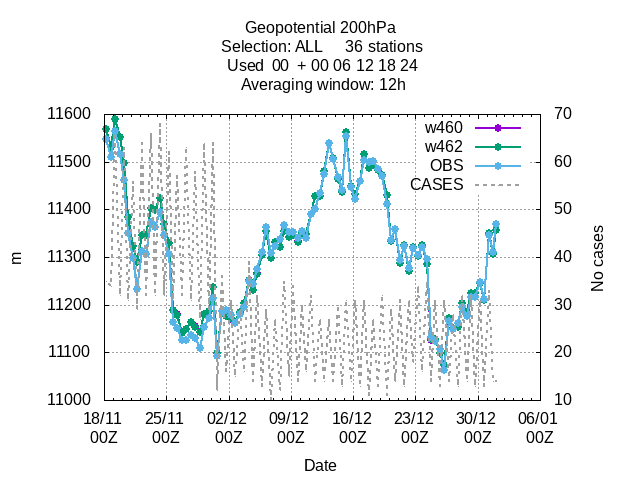 Geopotential 200hPa
Selection: ALL 36 stations
Used 00 + 00 06 12 18 24
Averaging window: 12h
11600
11500
11400
11300
11200
11100
11000
m
70
60
50
40
30
20
10
No cases
w460
w462
OBS
CASES
18/11 25/11 02/12 09/12 16/12 23/12 30/12 06/01
00Z 00Z 00Z 00Z 00Z 00Z 00Z 00Z
Date